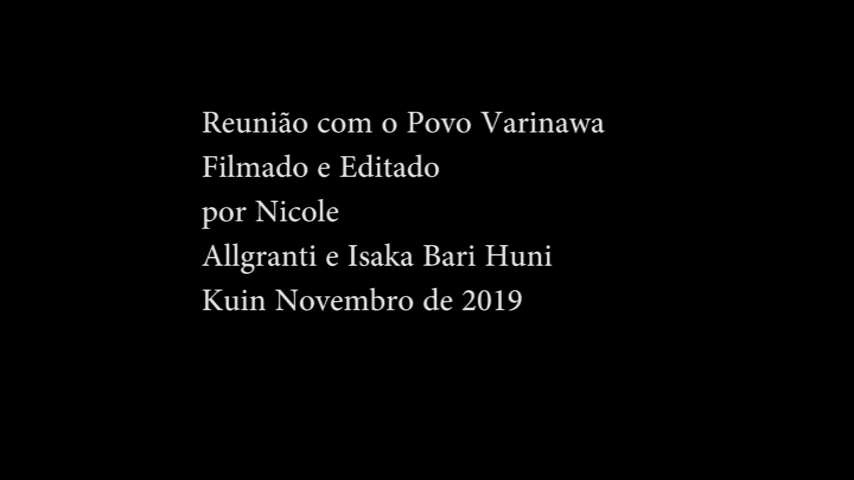 Reunião com o Povo Varinawa
Filmado e Editado
por Nicole
Allgranti e Isaka Bari Huni
Kuin Novembro de 2019